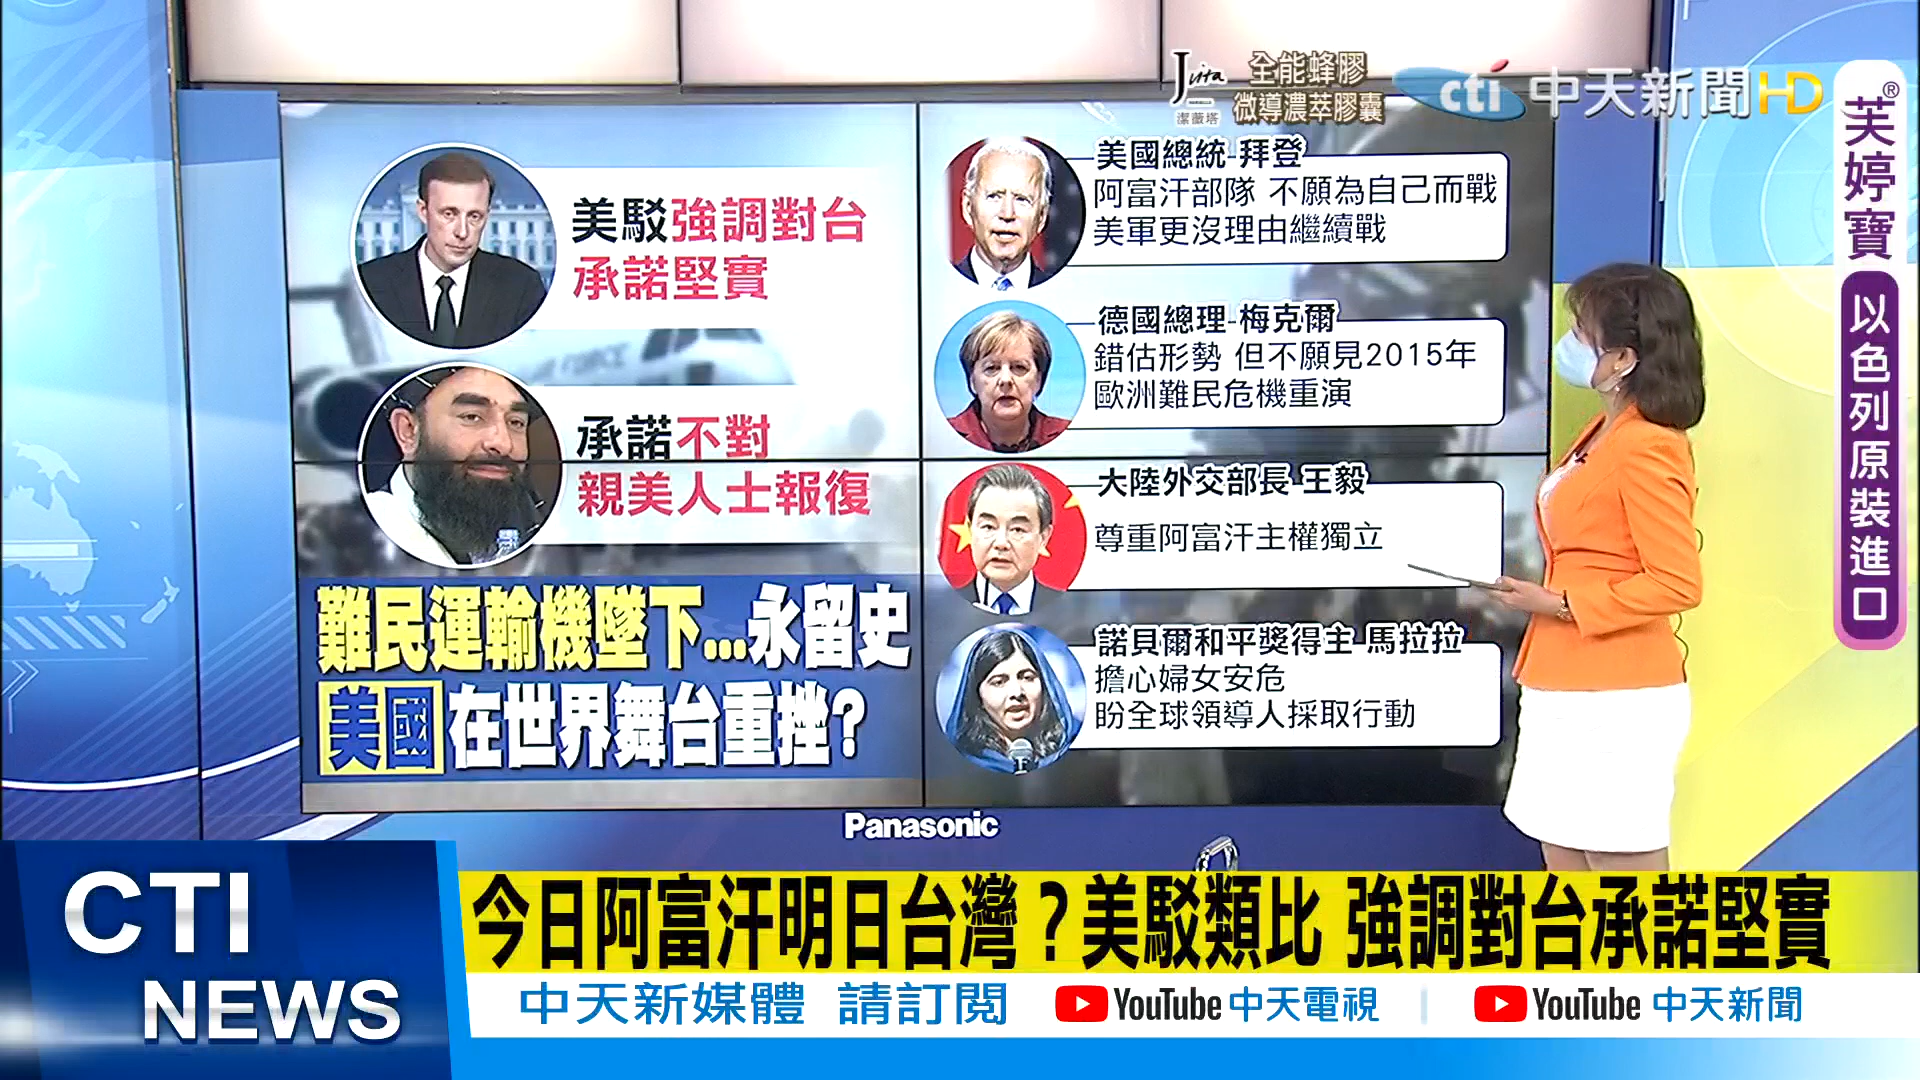 Jvita
潔薇塔
全能蜂膠
微導濃萃膠囊
cti 中天新聞HD
芙婷寶®
以色列原裝進口
美駁強調對台
承諾堅實
承諾不對
親美人士報復
難民運輸機墜下...永留史
美國在世界舞台重挫?
美國總統 拜登
阿富汗部隊 不願為自己而戰
美軍更沒理由繼續戰
德國總理 梅克爾
錯估形勢 但不願見2015年
歐洲難民危機重演
大陸外交部長 王毅
尊重阿富汗主權獨立
諾貝爾和平獎得主 馬拉拉
擔心婦女安危
盼全球領導人採取行動
Panasonic
CTI
NEWS
今日阿富汗明日台灣？美駁類比 強調對台承諾堅實
中天新媒體 請訂閱 YouTube 中天電視 | YouTube 中天新聞